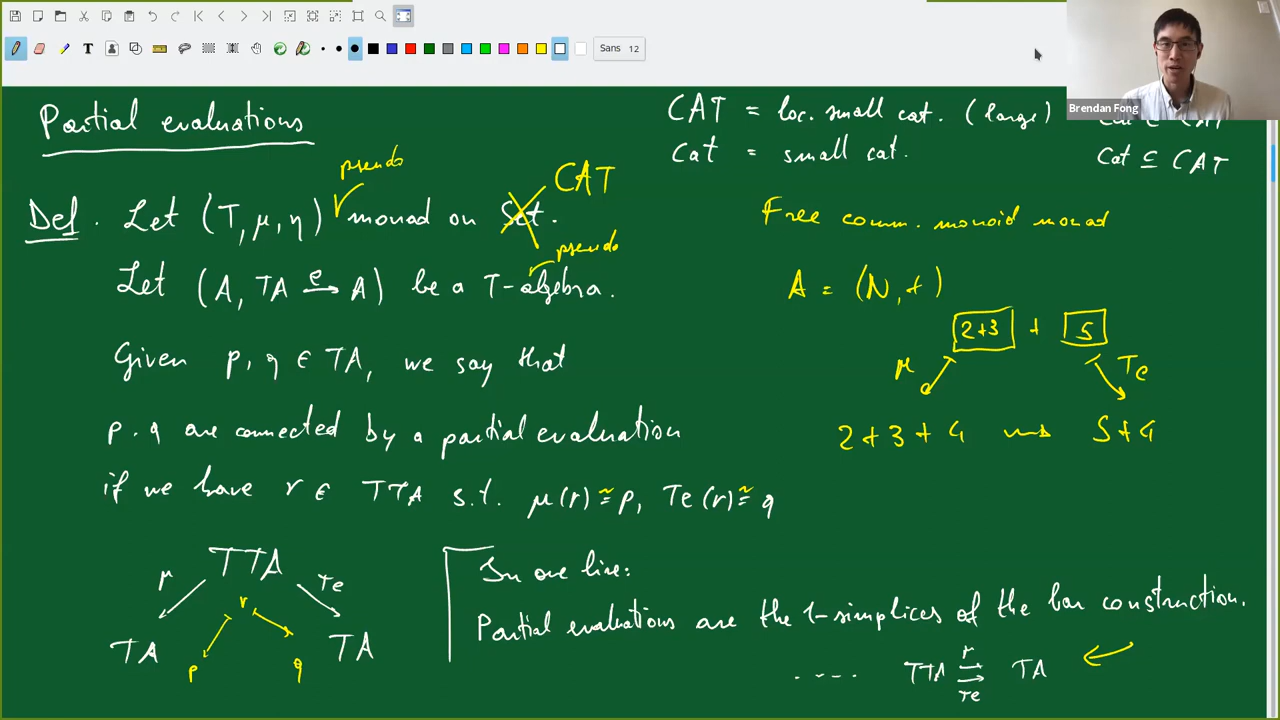 Sans 12
Brendan Fong
Partial evaluations
CAT = loc. small cat. (large)
Cat = small cat.
Cat ⊆ CAT
pseudo
CAT
Def. Let (T, μ, η) monad on Set.
pseudo
Let (A, TA →e A) be a T-algebra.
Given p, q ∈ TA, we say that
p, q are connected by a partial evaluation
if we have r ∈ TTA s.t. μ(r) ≅ p, Te(r) ≅ q
Free comm. monoid monad
A = (N, +)
2+3 + 5
μ Te
2+3+4 ⇝ 5+4
TTA
μ Te
r
TA TA
p q
In one line:
Partial evaluations are the 1-simplices of the bar construction.
..... TTA ⇉ TA
Te